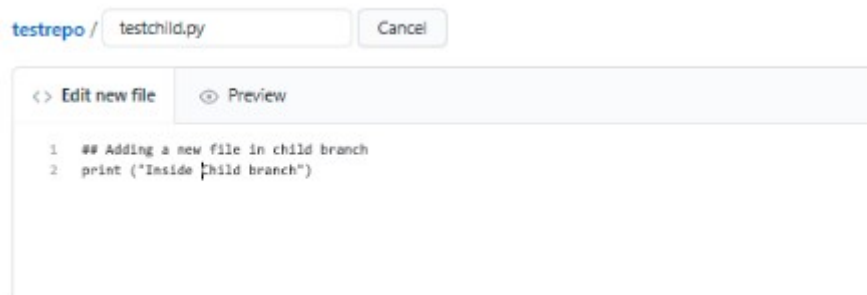 testrepo / testchild.py Cancel
<> Edit new file Preview
1 ## Adding a new file in child branch
2 print ("Inside Child branch")